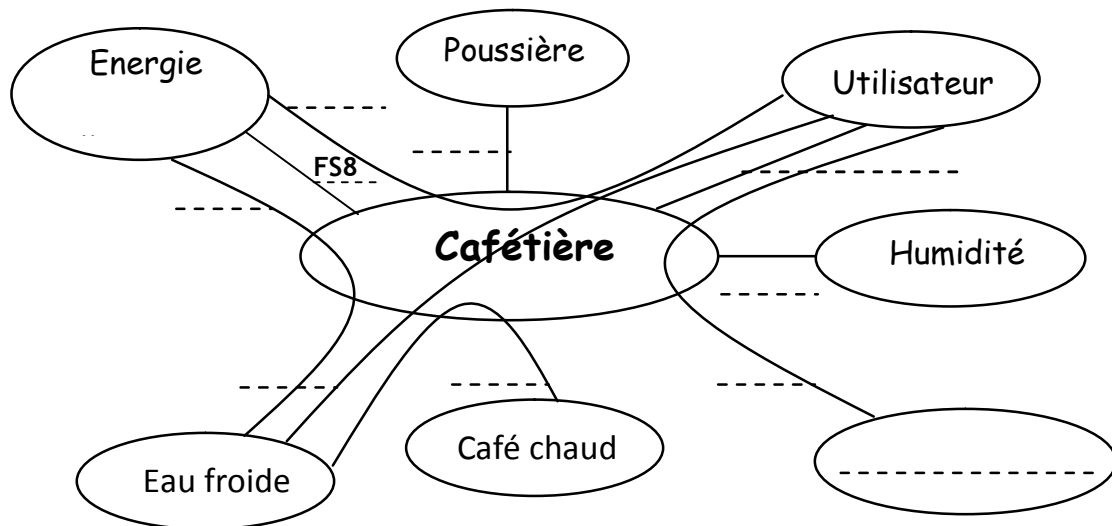 Energie
Poussière
Utilisateur
FS8
Cafétière
Humidité
Café chaud
Eau froide